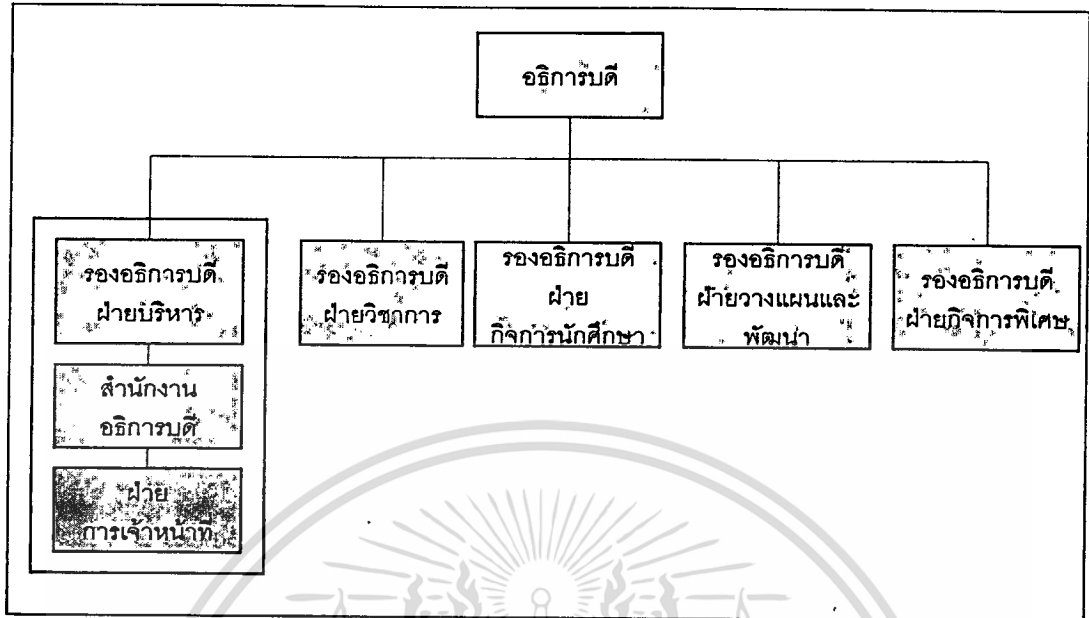 อธิการบดี
รองอธิการบดี
ฝ่ายบริหาร
สำนักงาน
อธิการบดี
ฝ่าย
การเจ้าหน้าที่
รองอธิการบดี
ฝ่ายวิชาการ
รองอธิการบดี
ฝ่าย
กิจการนักศึกษา
รองอธิการบดี
ฝ่ายวางแผนและ
พัฒนา
รองอธิการบดี
ฝ่ายกิจการพิเศษ